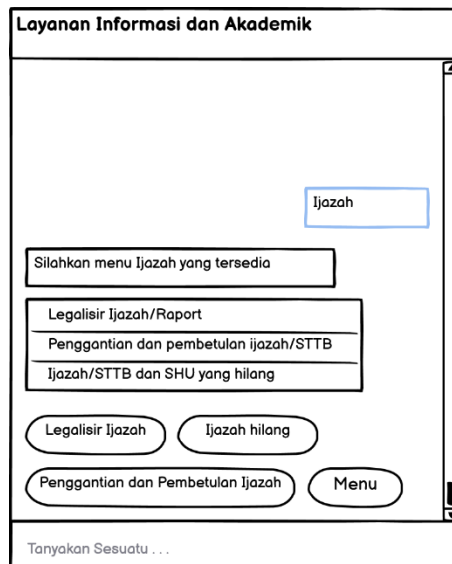 Layanan Informasi dan Akademik
Ijazah
Silahkan menu Ijazah yang tersedia
Legalisir Ijazah/Raport
Penggantian dan pembetulan ijazah/STTB
Ijazah/STTB dan SHU yang hilang
Legalisir Ijazah
Ijazah hilang
Penggantian dan Pembetulan Ijazah
Menu
Tanyakan Sesuatu . . .